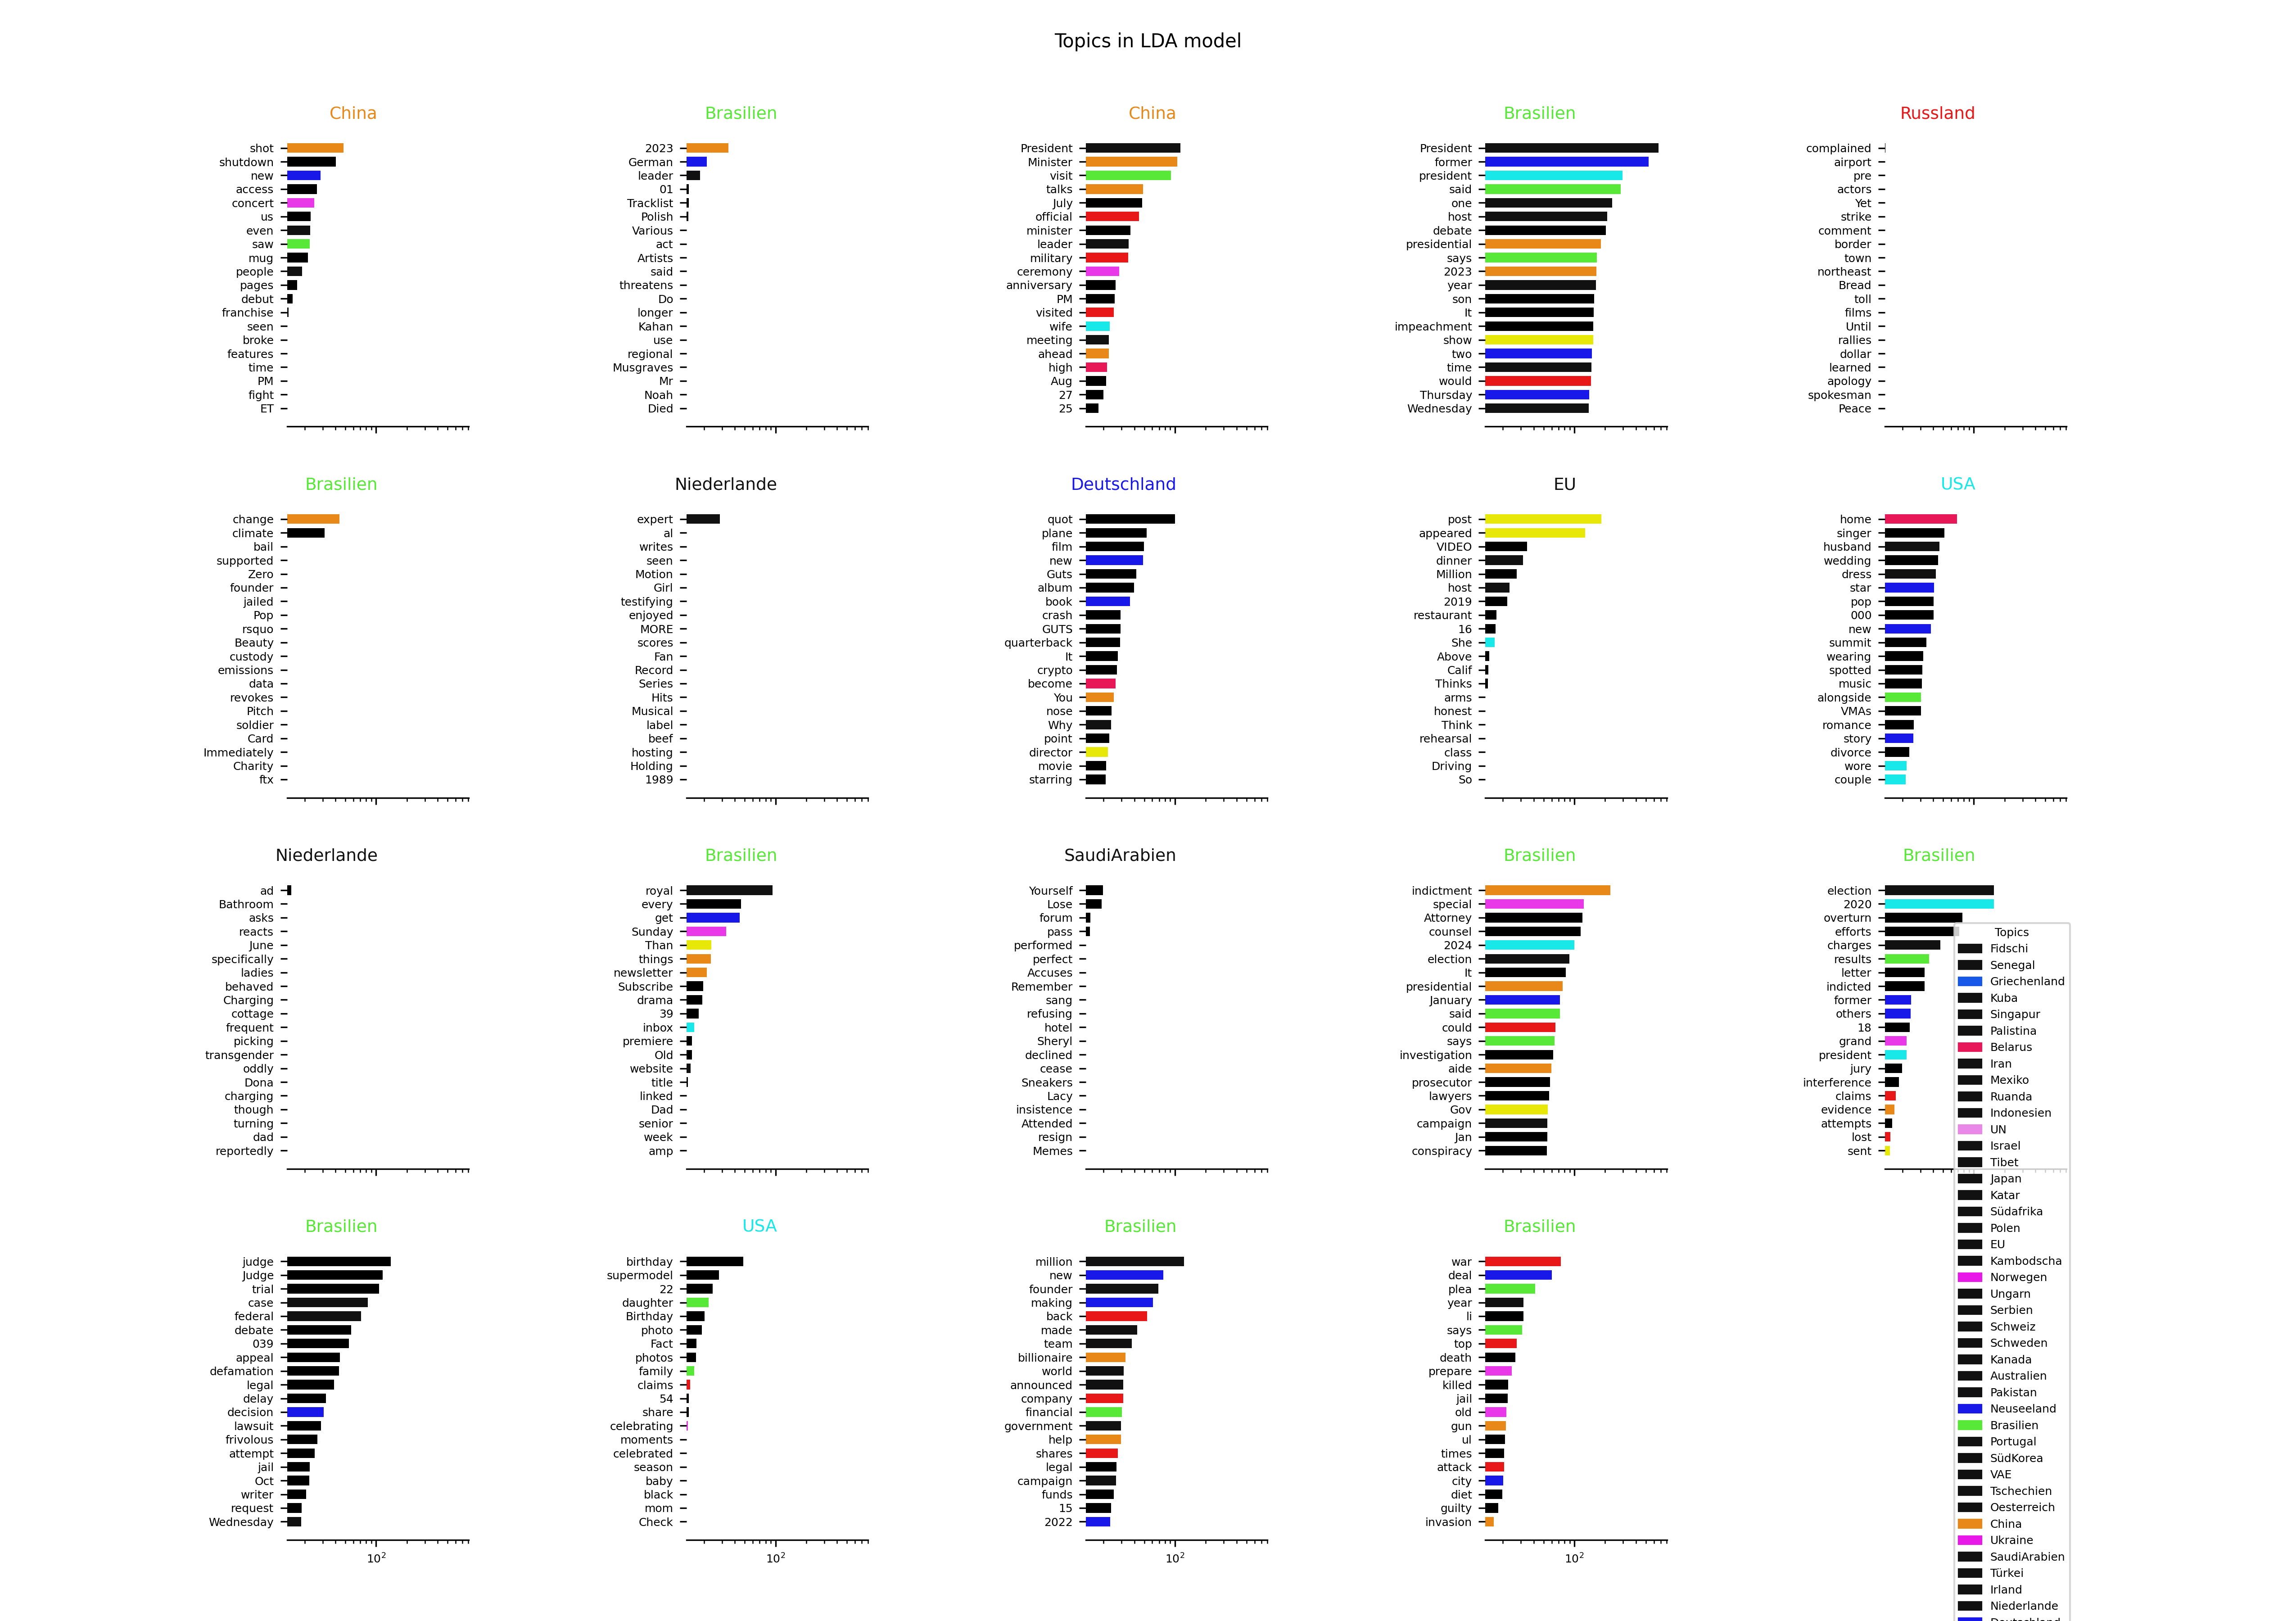 Topics in LDA model
China
shot
shutdown
new
access
concert
us
even
saw
mug
people
pages
debut
franchise
seen
broke
features
time
PM
fight
ET
Brasilien
2023
German
leader
01
Tracklist
Polish
Various
act
Artists
said
threatens
Do
longer
Kahan
use
regional
Musgraves
Mr
Noah
Died
China
President
Minister
visit
talks
July
official
minister
leader
military
ceremony
anniversary
PM
visited
wife
meeting
ahead
high
Aug
27
25
Brasilien
President
former
president
said
one
host
debate
presidential
says
2023
year
son
It
impeachment
show
two
time
would
Thursday
Wednesday
Russland
complained
airport
pre
actors
Yet
strike
comment
border
town
northeast
Bread
toll
films
Until
rallies
dollar
learned
apology
spokesman
Peace
Brasilien
change
climate
bail
supported
Zero
founder
jailed
Pop
rsquo
Beauty
custody
emissions
data
revokes
Pitch
soldier
Card
Immediately
Charity
ftx
Niederlande
expert
al
writes
seen
Motion
Girl
testifying
enjoyed
MORE
scores
Fan
Record
Series
Hits
Musical
label
beef
hosting
Holding
1989
Deutschland
quot
plane
film
new
Guts
album
book
crash
GUTS
quarterback
It
crypto
become
You
nose
Why
point
director
movie
starring
EU
post
appeared
VIDEO
dinner
Million
host
2019
restaurant
16
She
Above
Calif
Thinks
arms
honest
Think
rehearsal
class
Driving
So
USA
home
singer
husband
wedding
dress
star
pop
000
new
summit
wearing
spotted
music
alongside
VMAs
romance
story
divorce
wore
couple
Niederlande
ad
Bathroom
asks
reacts
June
specifically
ladies
behaved
Charging
cottage
frequent
picking
transgender
oddly
Dona
charging
though
turning
dad
reportedly
Brasilien
royal
every
get
Sunday
Than
things
newsletter
Subscribe
drama
39
inbox
premiere
Old
website
title
linked
Dad
senior
week
amp
SaudiArabien
Yourself
Lose
forum
pass
performed
perfect
Accuses
Remember
sang
refusing
hotel
Sheryl
declined
cease
Sneakers
Lacy
insistence
Attended
resign
Memes
Brasilien
indictment
special
Attorney
counsel
2024
election
It
presidential
January
said
could
says
investigation
aide
prosecutor
lawyers
Gov
campaign
Jan
conspiracy
Brasilien
election
2020
overturn
efforts
charges
results
letter
indicted
former
others
18
grand
president
jury
interference
claims
evidence
attempts
lost
sent
Brasilien
judge
Judge
trial
case
federal
debate
039
appeal
defamation
legal
delay
decision
lawsuit
frivolous
attempt
jail
Oct
writer
request
Wednesday
10²
USA
birthday
supermodel
22
daughter
Birthday
photo
Fact
photos
family
claims
54
share
celebrating
moments
celebrated
season
baby
black
mom
Check
10²
Brasilien
million
new
founder
making
back
made
team
billionaire
world
announced
company
financial
government
help
shares
legal
campaign
funds
15
2022
10²
Brasilien
war
deal
plea
year
li
says
top
death
prepare
killed
jail
old
gun
ul
times
attack
city
diet
guilty
invasion
10²
Topics
Fidschi
Senegal
Griechenland
Kuba
Singapur
Palistina
Belarus
Iran
Mexiko
Ruanda
Indonesien
UN
Israel
Tibet
Japan
Katar
Südafrika
Polen
EU
Kambodscha
Norwegen
Ungarn
Serbien
Schweiz
Schweden
Kanada
Australien
Pakistan
Neuseeland
Brasilien
Portugal
SüdKorea
VAE
Tschechien
Oesterreich
China
Ukraine
SaudiArabien
Türkei
Irland
Niederlande